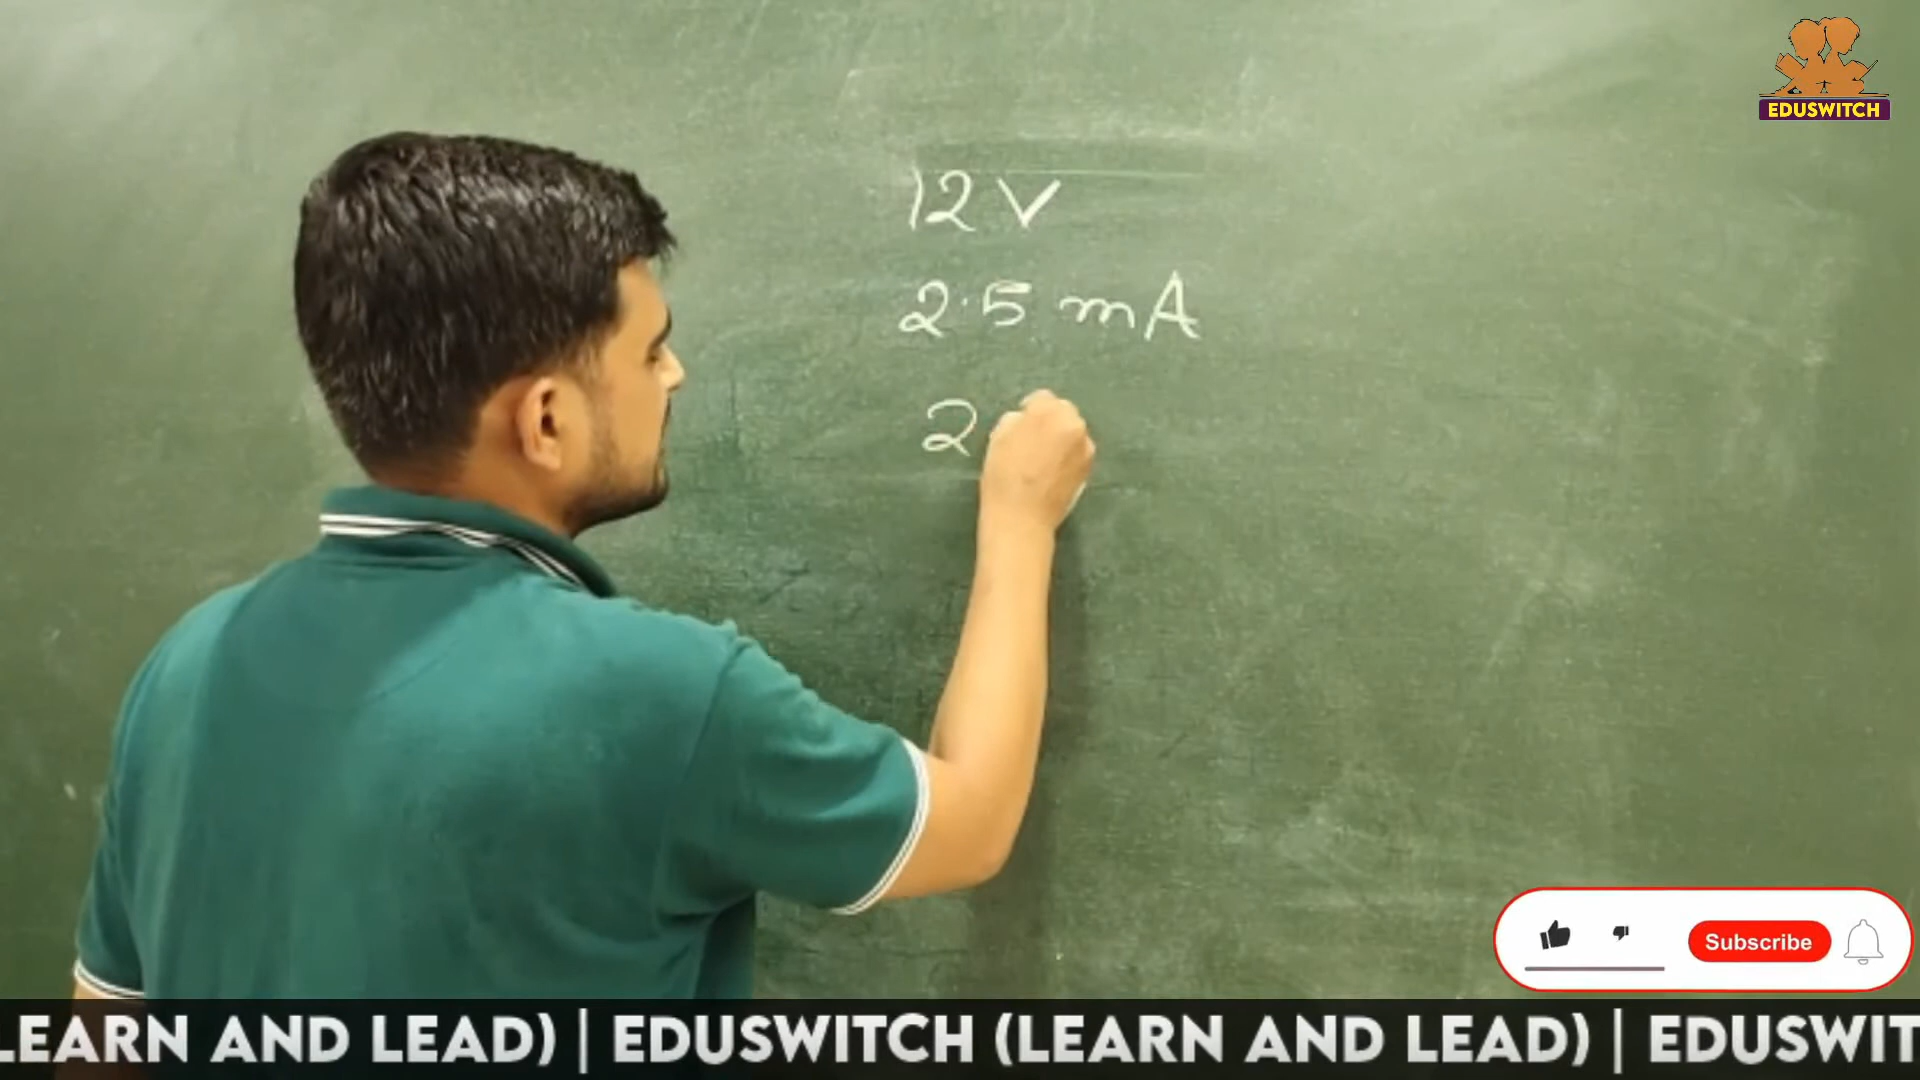 EDUSWITCH
12 V
2.5 mA
2
Subscribe
LEARN AND LEAD) | EDUSWITCH (LEARN AND LEAD) | EDUSWIT